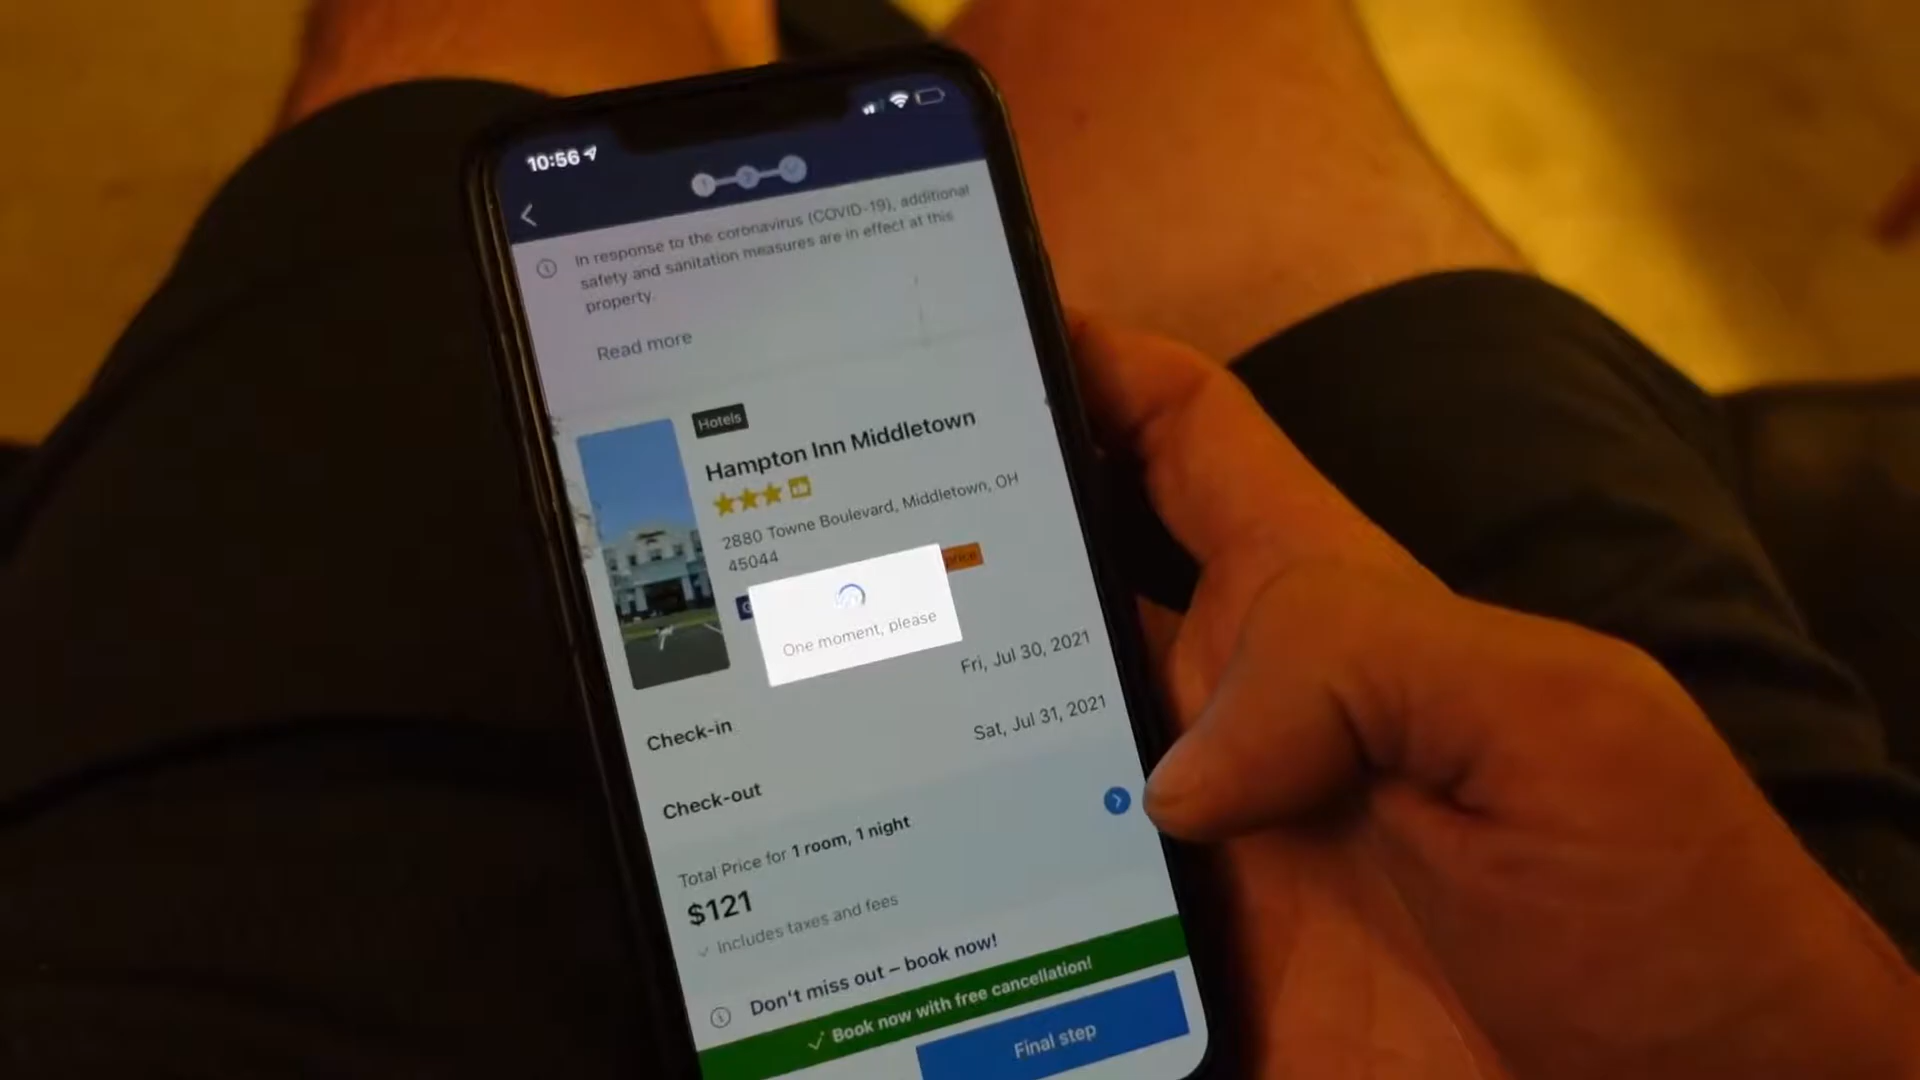 10:56
In response to the coronavirus (COVID-19), additional
safety and sanitation measures are in effect at this
property.
Read more
Hotels
Hampton Inn Middletown
2880 Towne Boulevard, Middletown, OH
45044
price
One moment, please
Check-in
Fri, Jul 30, 2021
Check-out
Sat, Jul 31, 2021
Total Price for 1 room, 1 night
$121
Includes taxes and fees
Don't miss out – book now!
Book now with free cancellation!
Final step